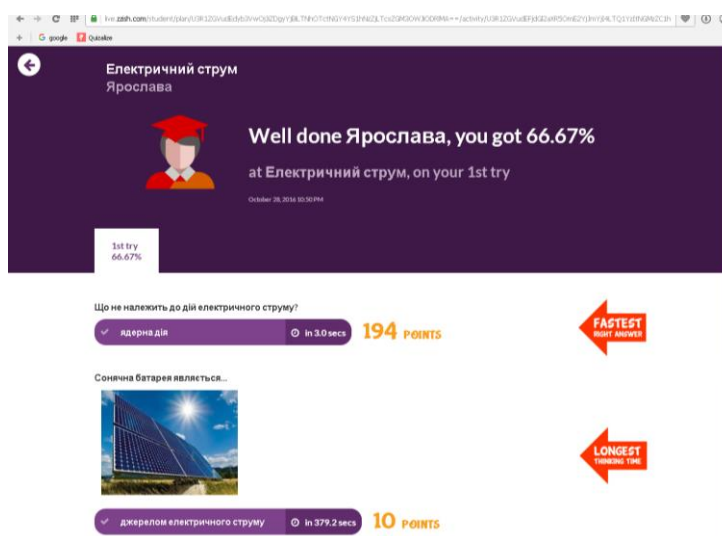 google Quizalize
Електричний струм
Ярослава
Well done Ярослава, you got 66.67%
at Електричний струм, on your 1st try
October 28, 2016 10:50 PM
1st try
66.67%
Що не належить до дій електричного струму?
ядерна дія in 3.0 secs 194 POINTS
FASTEST
RIGHT ANSWER
Сонячна батарея являється...
LONGEST
THINKING TIME
джерелом електричного струму in 379.2 secs 10 POINTS